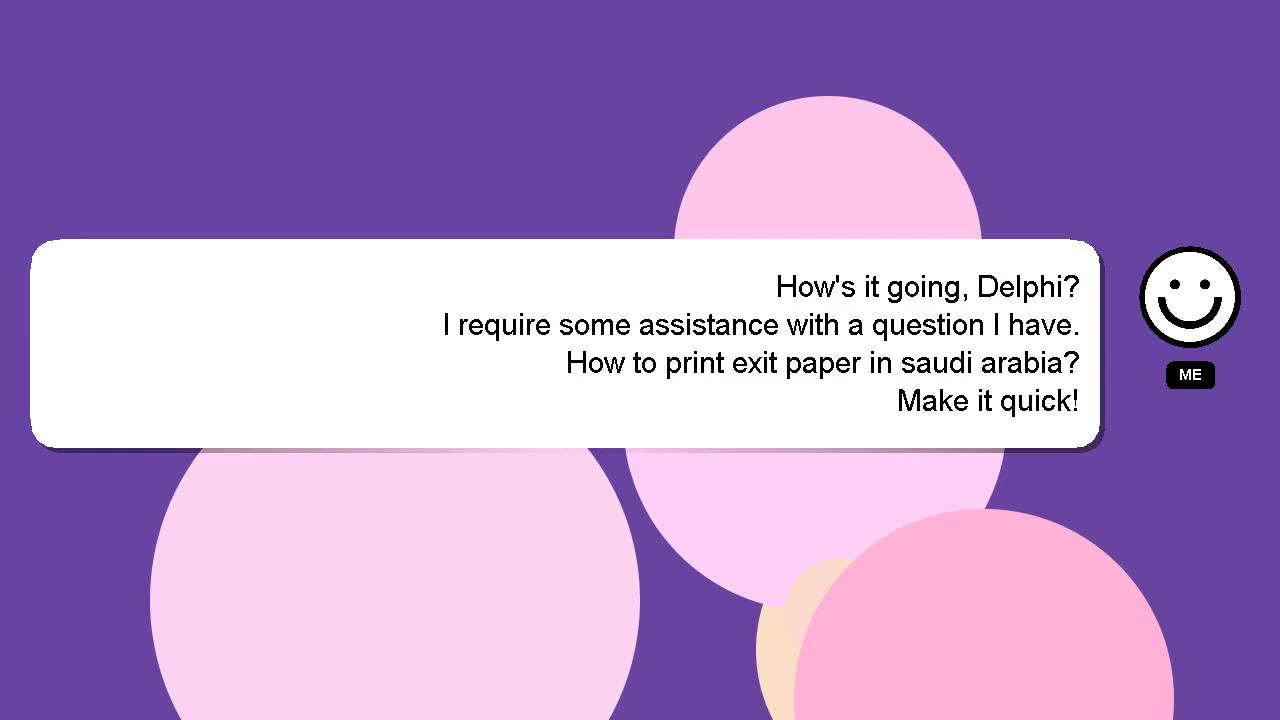 How's it going, Delphi?
I require some assistance with a question I have.
How to print exit paper in saudi arabia?
Make it quick!
ME